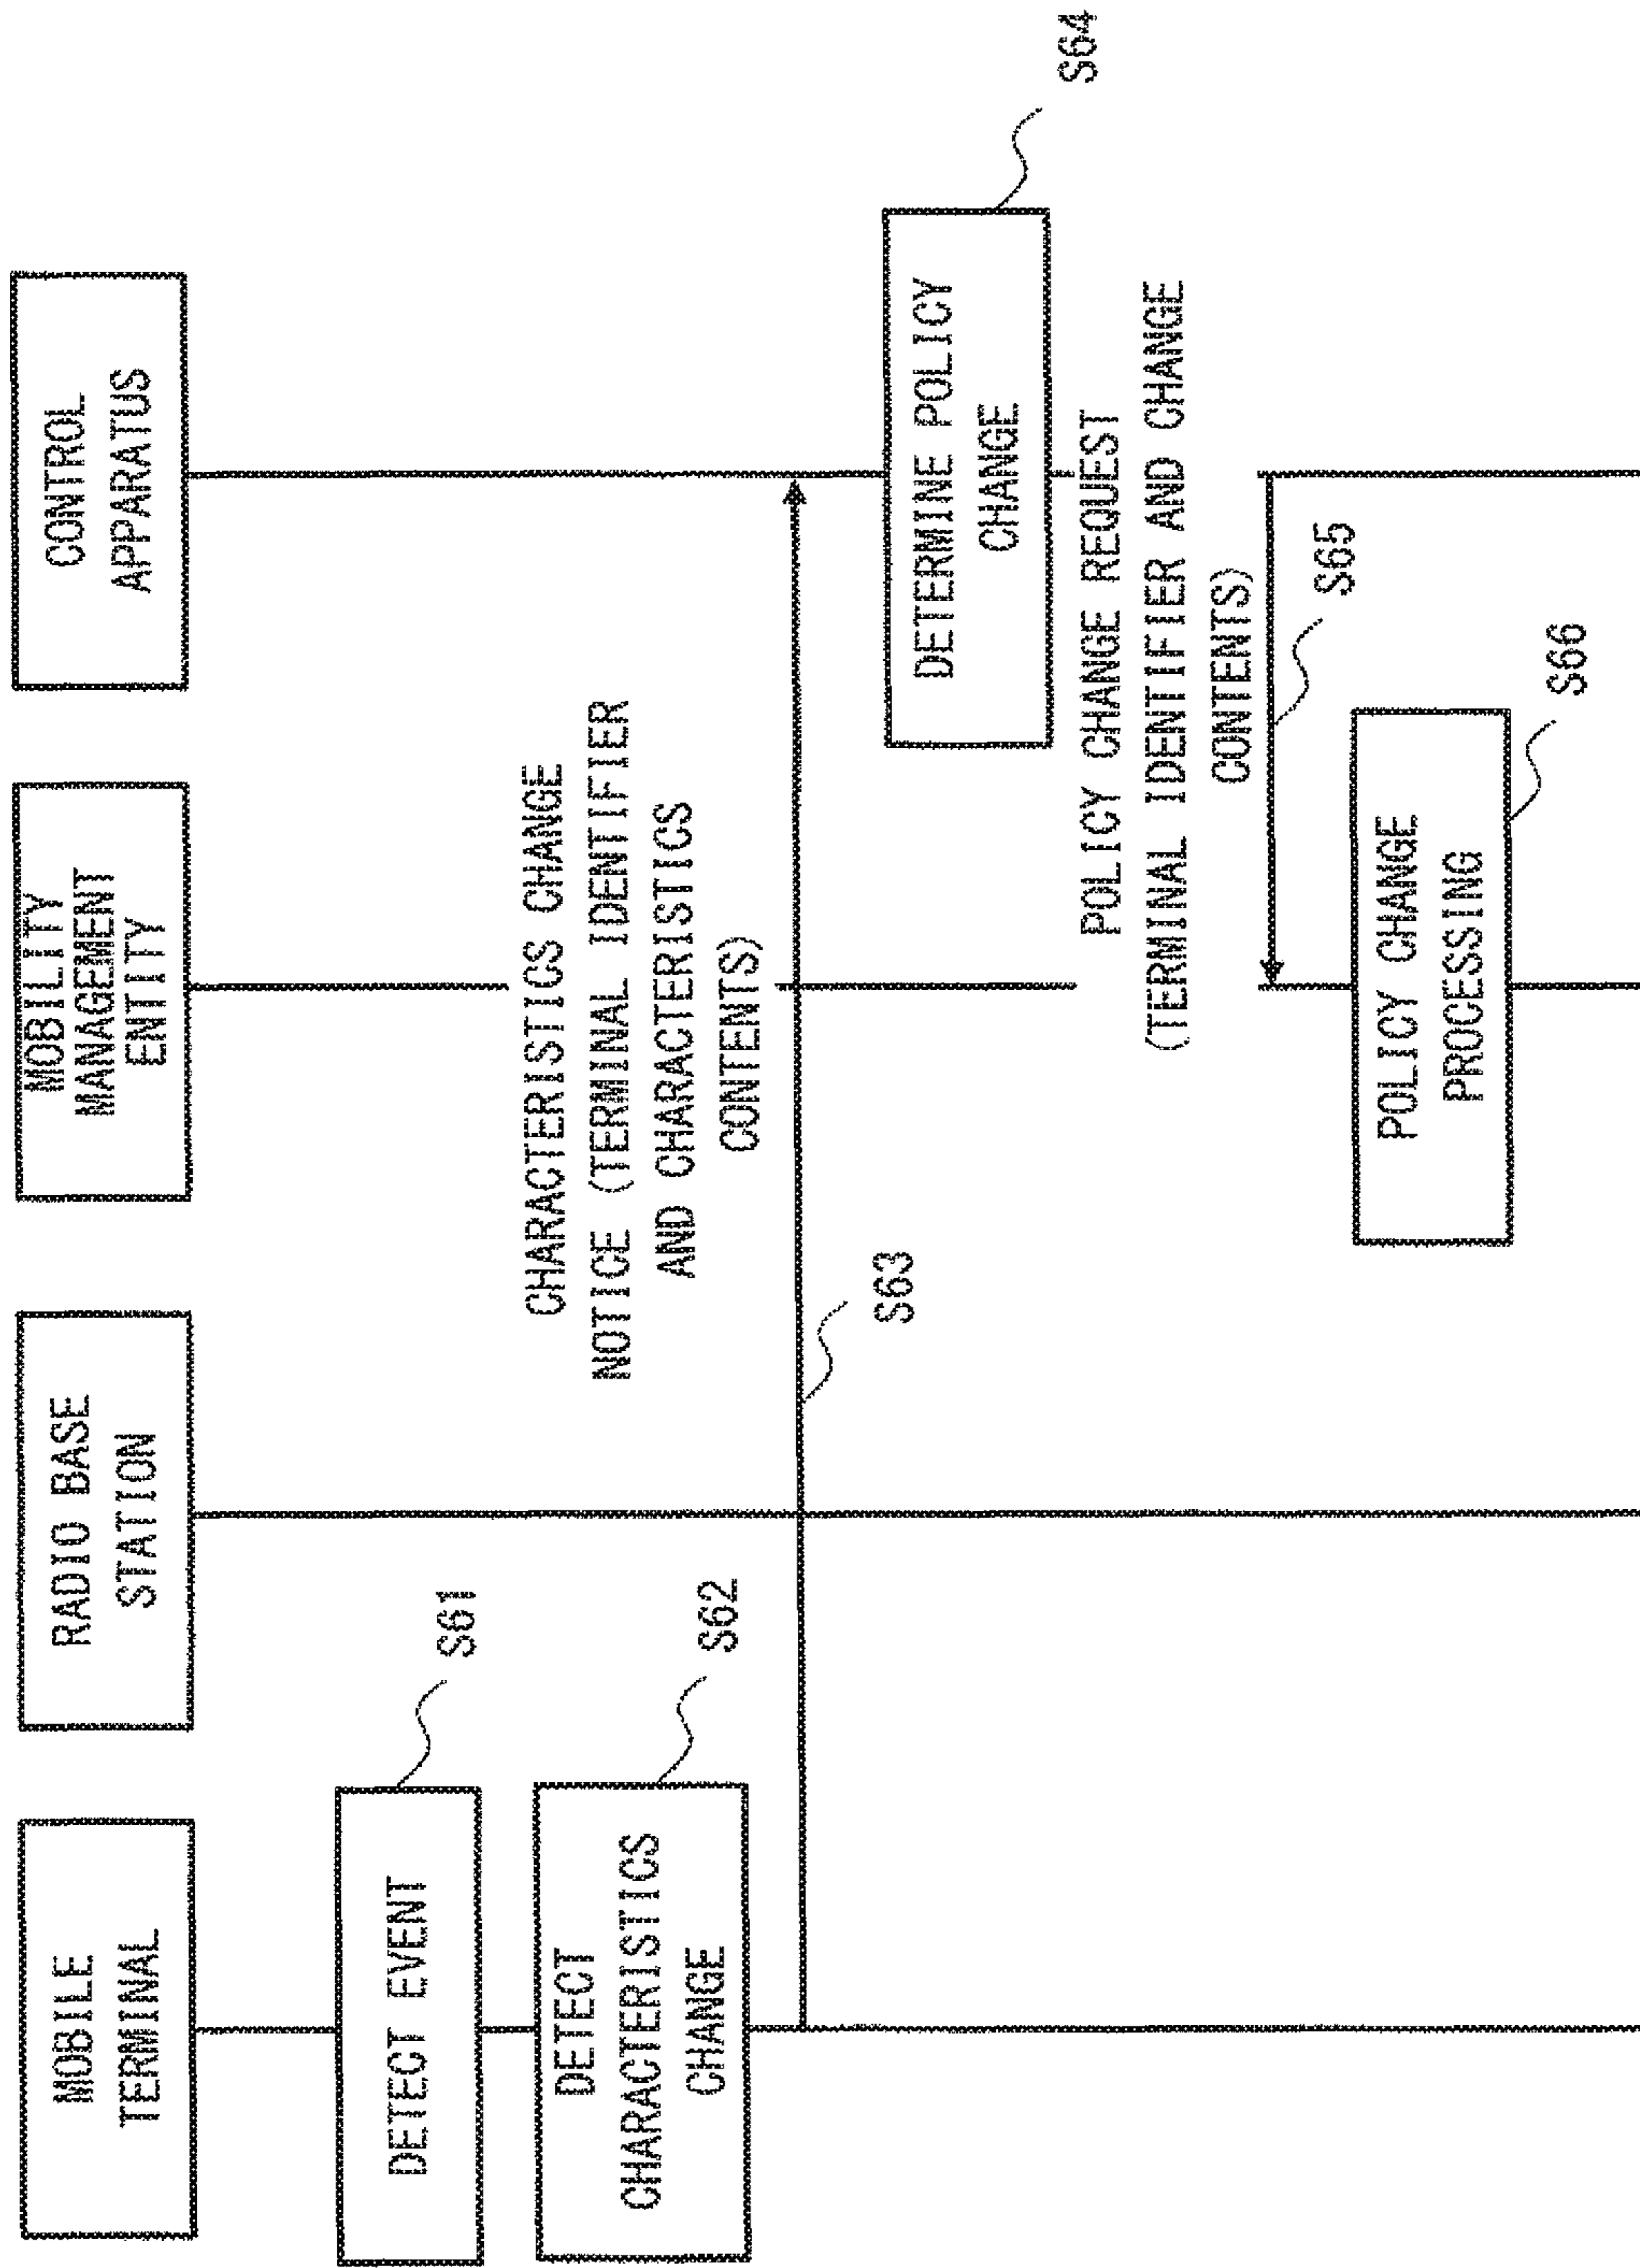 MOBILE
TERMINAL
RADIO BASE
STATION
MOBILITY
MANAGEMENT
ENTITY
CONTROL
APPARATUS
DETECT EVENT
S61
DETECT
CHARACTERISTICS
CHANGE
S62
CHARACTERISTICS CHANGE
NOTICE (TERMINAL IDENTIFIER
AND CHARACTERISTICS
CONTENTS)
S63
DETERMINE POLICY
CHANGE
S64
POLICY CHANGE REQUEST
(TERMINAL IDENTIFIER AND CHANGE
CONTENTS)
S65
POLICY CHANGE
PROCESSING
S66